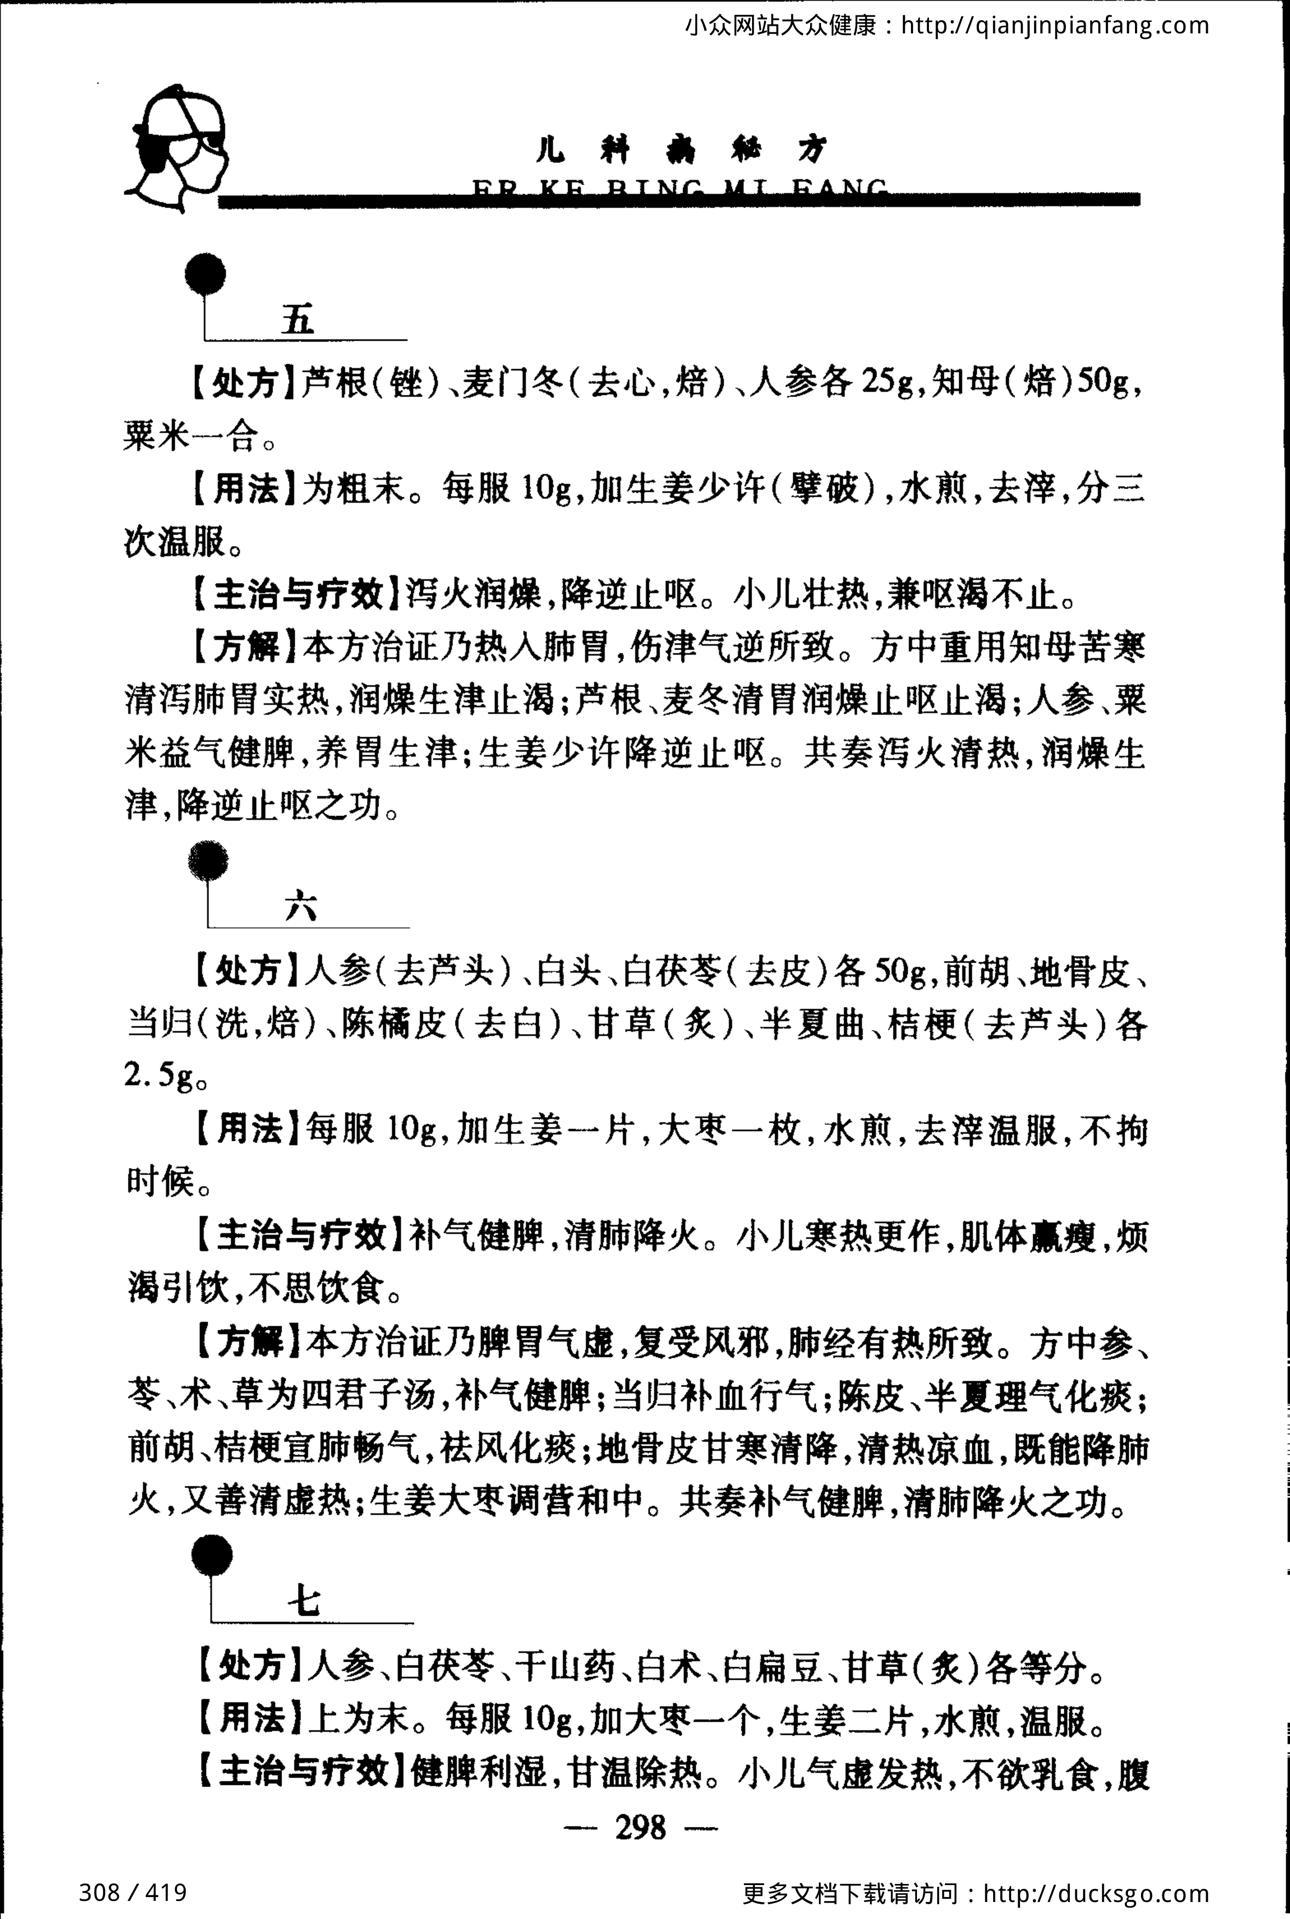 小众网站大众健康：http://qianjinpianfang.com
儿科病秘方
ER KE BING MI FANG
五
【处方】芦根(锉)、麦门冬(去心,焙)、人参各25g,知母(焙)50g,
粟米一合。
【用法】为粗末。每服10g,加生姜少许(擘破),水煎,去滓,分三
次温服。
【主治与疗效】泻火润燥,降逆止呕。小儿壮热,兼呕渴不止。
【方解】本方治证乃热入肺胃,伤津气逆所致。方中重用知母苦寒
清泻肺胃实热,润燥生津止渴;芦根、麦冬清胃润燥止呕止渴;人参、粟
米益气健脾,养胃生津;生姜少许降逆止呕。共奏泻火清热,润燥生
津,降逆止呕之功。
六
【处方】人参(去芦头)、白头、白茯苓(去皮)各50g,前胡、地骨皮、
当归(洗,焙)、陈橘皮(去白)、甘草(炙)、半夏曲、桔梗(去芦头)各
2.5g。
【用法】每服10g,加生姜一片,大枣一枚,水煎,去滓温服,不拘
时候。
【主治与疗效】补气健脾,清肺降火。小儿寒热更作,肌体羸瘦,烦
渴引饮,不思饮食。
【方解】本方治证乃脾胃气虚,复受风邪,肺经有热所致。方中参、
苓、术、草为四君子汤,补气健脾;当归补血行气;陈皮、半夏理气化痰;
前胡、桔梗宣肺畅气,祛风化痰;地骨皮甘寒清降,清热凉血,既能降肺
火,又善清虚热;生姜大枣调营和中。共奏补气健脾,清肺降火之功。
七
【处方】人参、白茯苓、干山药、白术、白扁豆、甘草(炙)各等分。
【用法】上为末。每服10g,加大枣一个,生姜二片,水煎,温服。
【主治与疗效】健脾利湿,甘温除热。小儿气虚发热,不欲乳食,腹
— 298 —
308 / 419
更多文档下载请访问：http://ducksgo.com